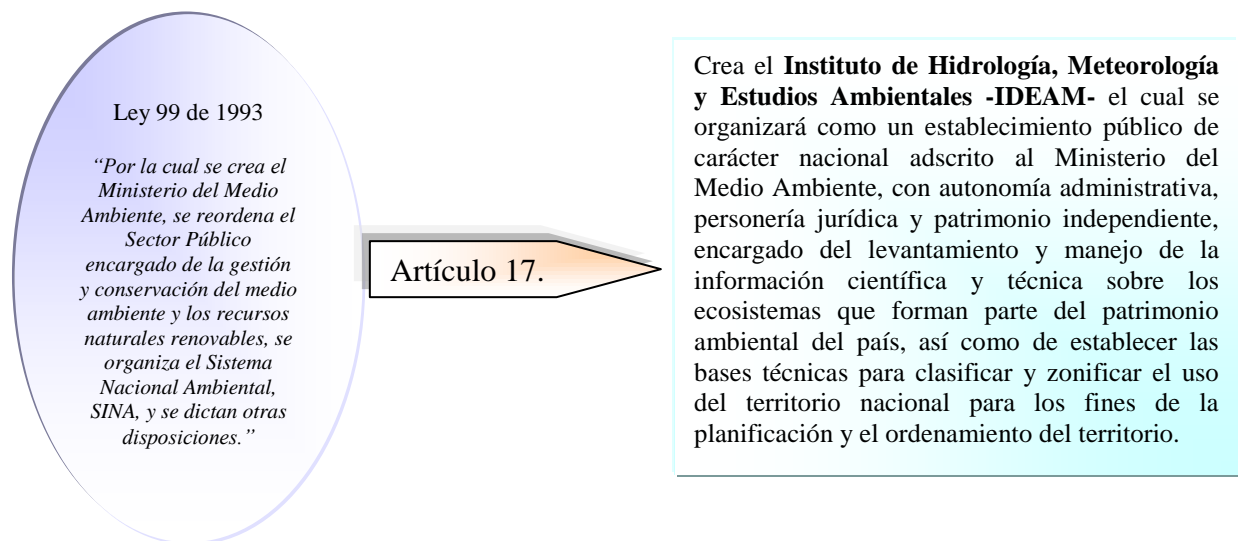 Ley 99 de 1993
“Por la cual se crea el
Ministerio del Medio
Ambiente, se reordena el
Sector Público
encargado de la gestión
y conservación del medio
ambiente y los recursos
naturales renovables, se
organiza el Sistema
Nacional Ambiental,
SINA, y se dictan otras
disposiciones.”
Artículo 17.
Crea el Instituto de Hidrología, Meteorología
y Estudios Ambientales -IDEAM- el cual se
organizará como un establecimiento público de
carácter nacional adscrito al Ministerio del
Medio Ambiente, con autonomía administrativa,
personería jurídica y patrimonio independiente,
encargado del levantamiento y manejo de la
información científica y técnica sobre los
ecosistemas que forman parte del patrimonio
ambiental del país, así como de establecer las
bases técnicas para clasificar y zonificar el uso
del territorio nacional para los fines de la
planificación y el ordenamiento del territorio.